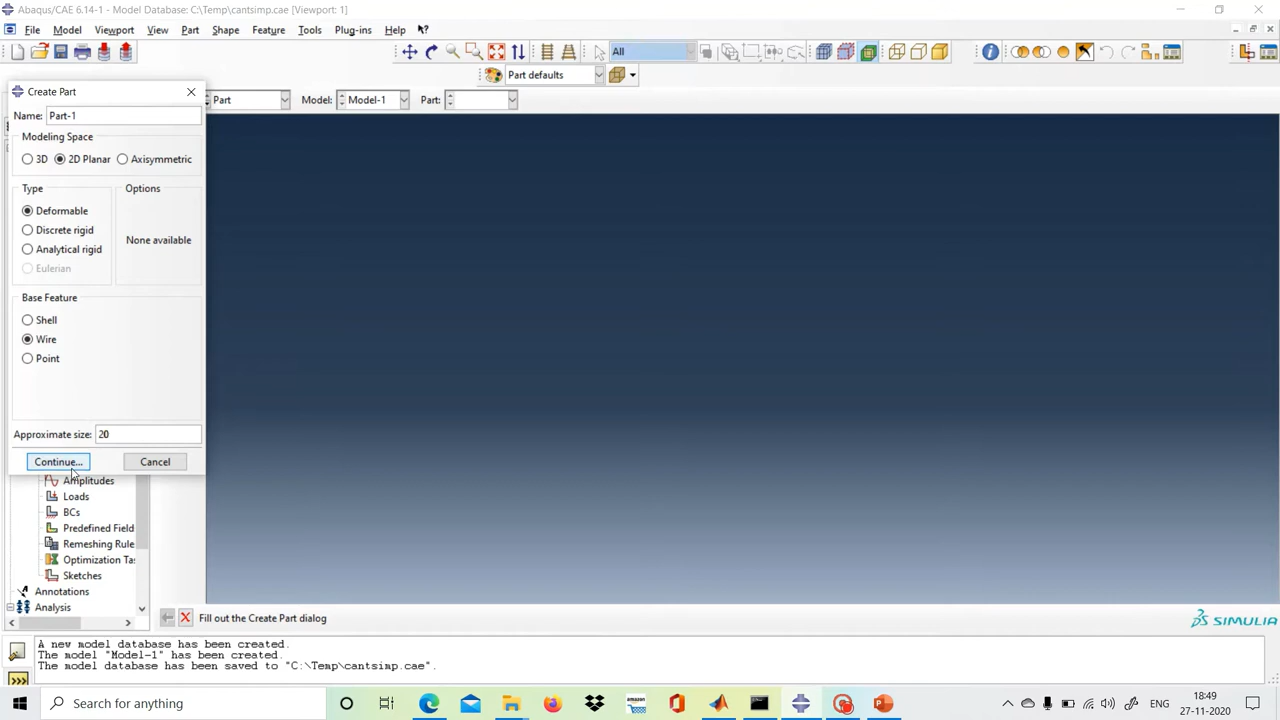 Abaqus/CAE 6.14-1 - Model Database: C:\Temp\cantsimp.cae [Viewport: 1]
File Model Viewport View Part Shape Feature Tools Plug-ins Help
All
Part defaults
Create Part
Part Model: Model-1 Part:
Name: Part-1
Modeling Space
3D 2D Planar Axisymmetric
Type Options
Deformable
Discrete rigid
None available
Analytical rigid
Eulerian
Base Feature
Shell
Wire
Point
Approximate size: 20
Continue... Cancel
Amplitudes
Loads
BCs
Predefined Field
Remeshing Rule
Optimization Ta
Sketches
Annotations
Analysis
Fill out the Create Part dialog
SIMULIA
A new model database has been created.
The model "Model-1" has been created.
The model database has been saved to "C:\Temp\cantsimp.cae".
>>>
Search for anything
amazon
ENG
18:49
27-11-2020